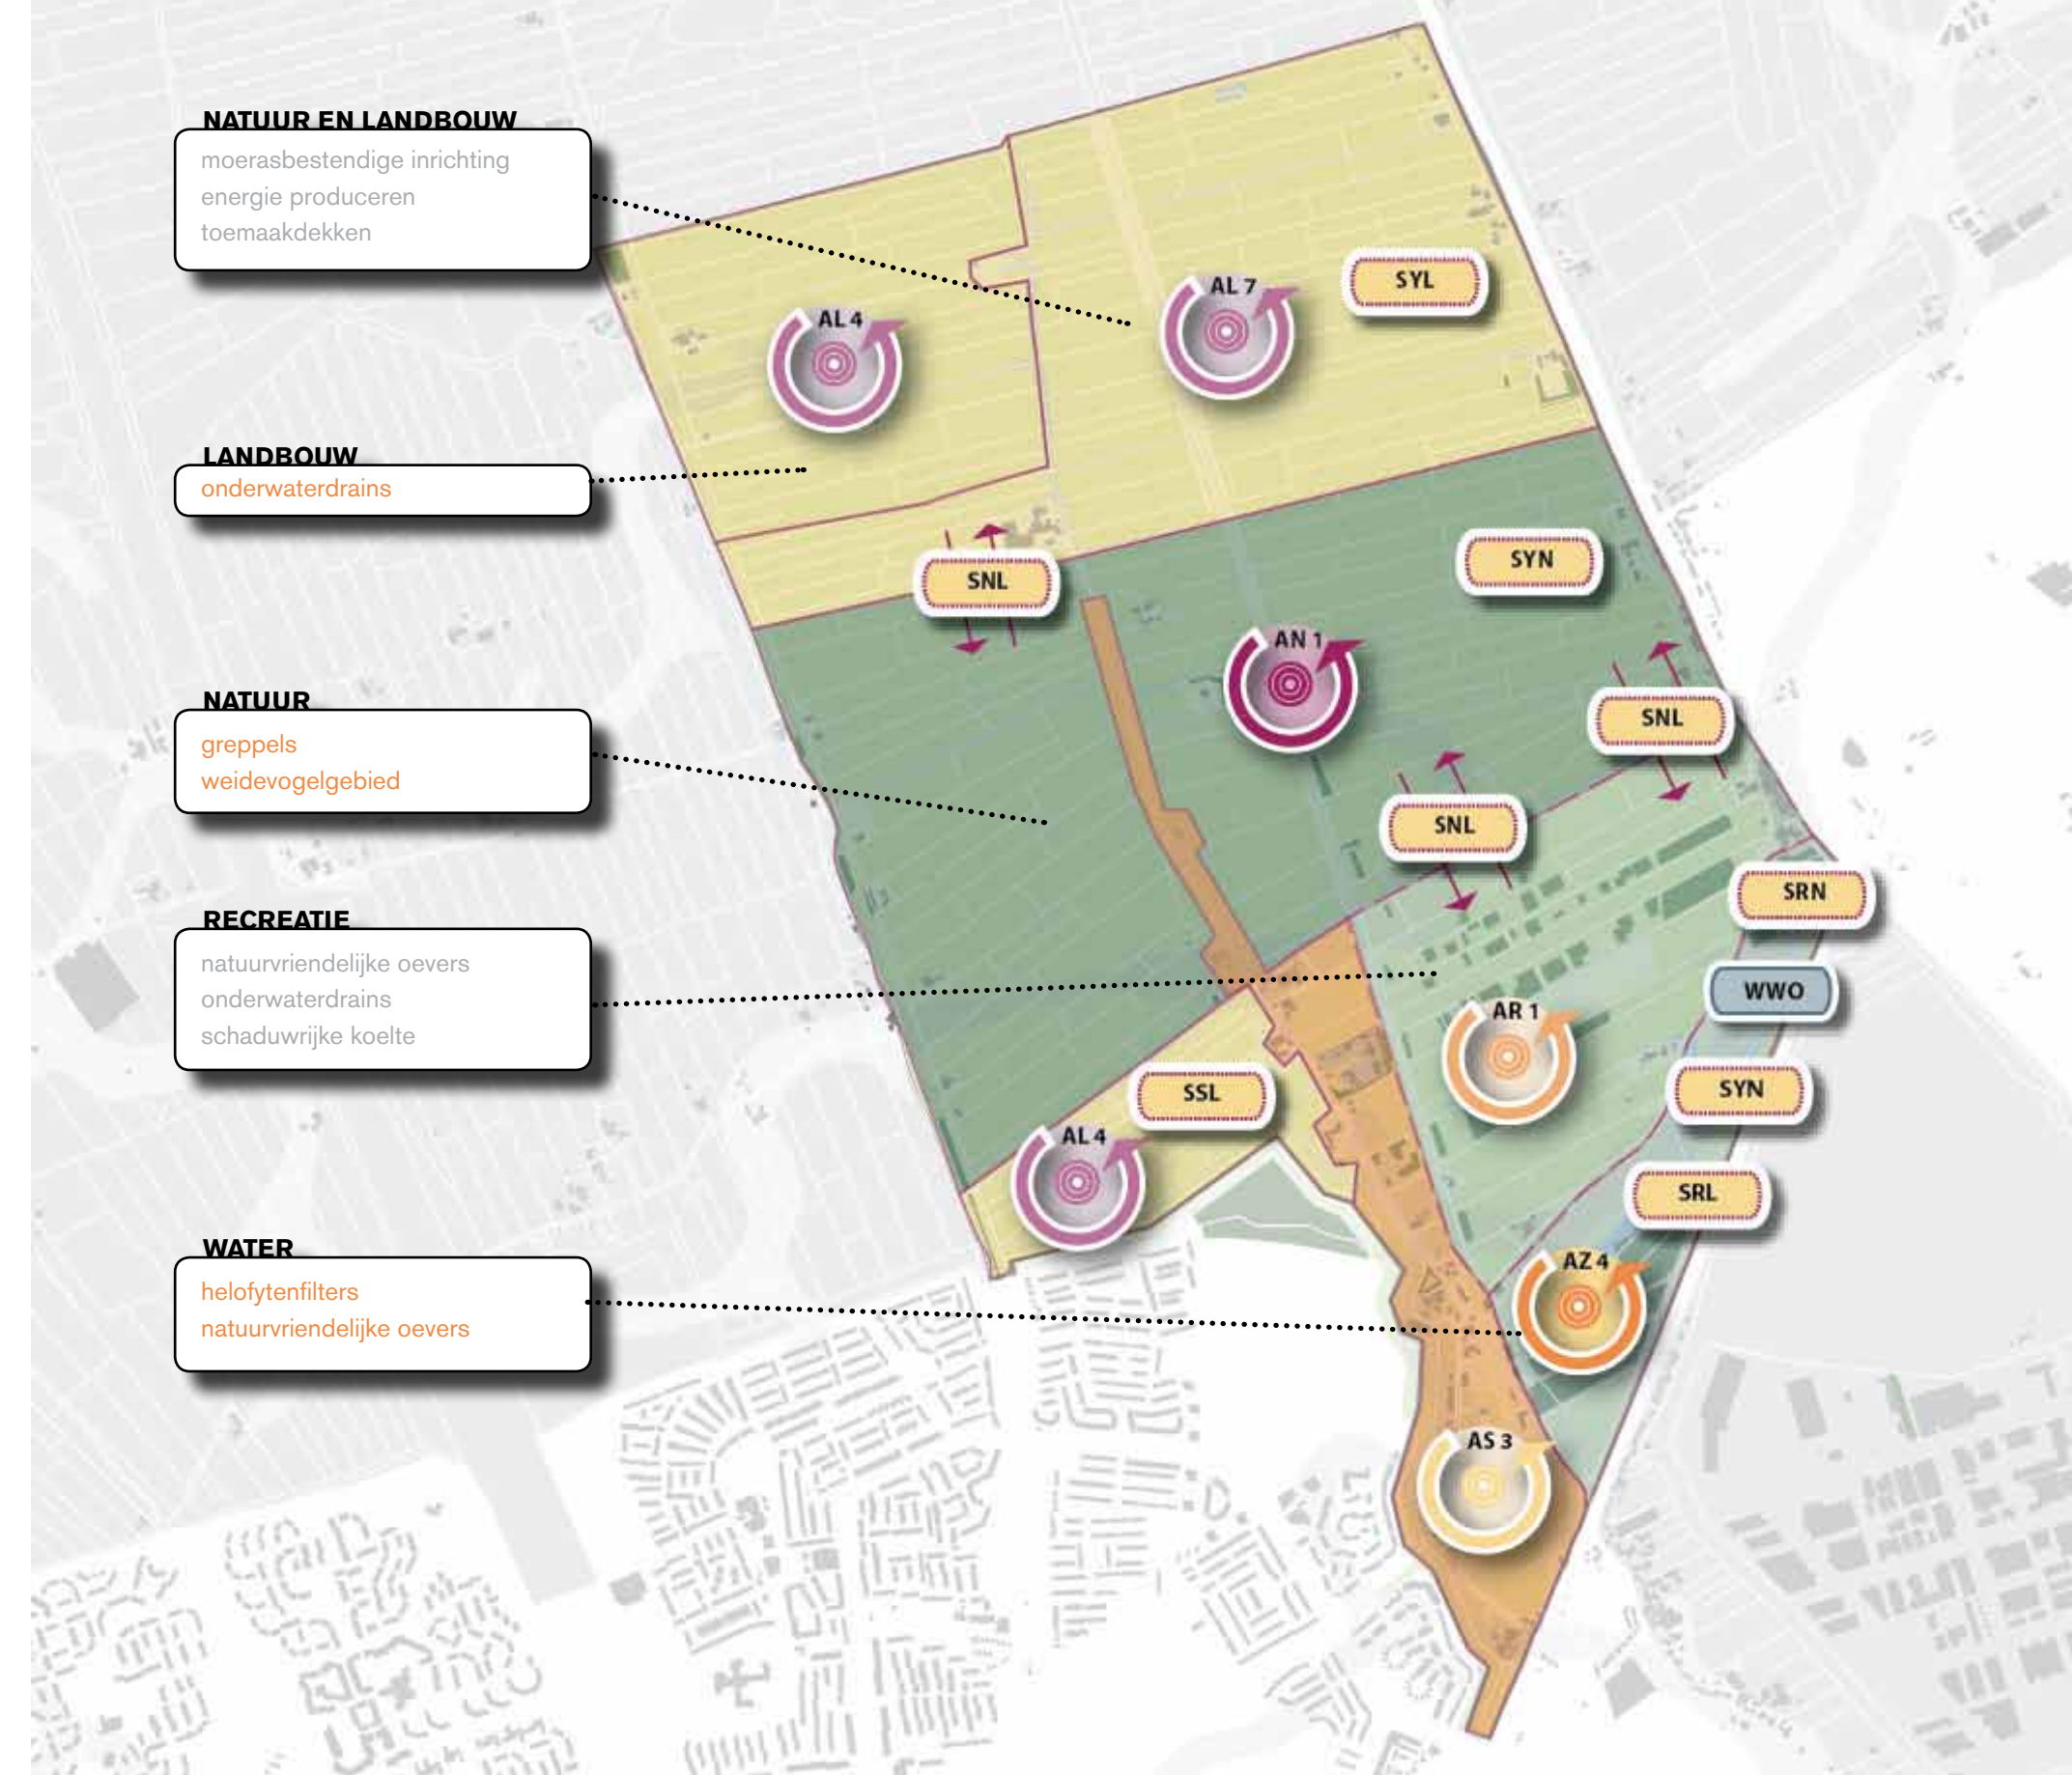 NATUUR EN LANDBOUW
moerasbestendige inrichting
energie produceren
toemaakdekken
LANDBOUW
onderwaterdrains
NATUUR
greppels
weidevogelgebied
RECREATIE
natuurvriendelijke oevers
onderwaterdrains
schaduwrijke koelte
WATER
helofytenfilters
natuurvriendelijke oevers
AL 7
SYL
AL 4
SNL
SYN
AN 1
SNL
SNL
SRN
WWO
AR 1
SYN
SSL
AL 4
SRL
AZ 4
AS 3